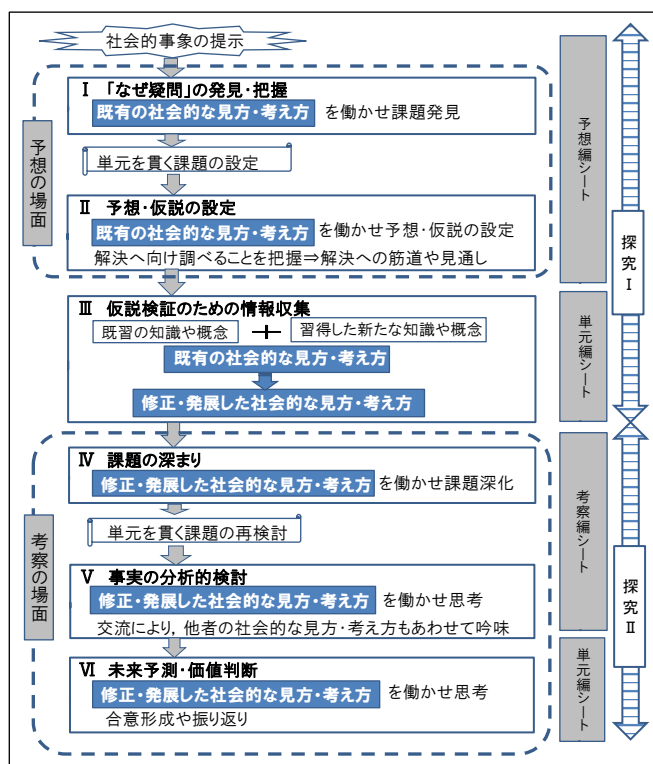 社会的事象の提示
Ⅰ 「なぜ疑問」の発見・把握
既有の社会的な見方・考え方 を働かせ課題発見
単元を貫く課題の設定
Ⅱ 予想・仮説の設定
既有の社会的な見方・考え方 を働かせ予想・仮説の設定
解決へ向け調べることを把握⇒解決への筋道や見通し
予想の場面
Ⅲ 仮説検証のための情報収集
既習の知識や概念 ＋ 習得した新たな知識や概念
既有の社会的な見方・考え方
修正・発展した社会的な見方・考え方
Ⅳ 課題の深まり
修正・発展した社会的な見方・考え方 を働かせ課題深化
単元を貫く課題の再検討
Ⅴ 事実の分析的検討
修正・発展した社会的な見方・考え方 を働かせ思考
交流により，他者の社会的な見方・考え方もあわせて吟味
Ⅵ 未来予測・価値判断
修正・発展した社会的な見方・考え方 を働かせ思考
合意形成や振り返り
考察の場面
予想編シート
単元編シート
考察編シート
単元編シート
探究Ⅰ
探究Ⅱ